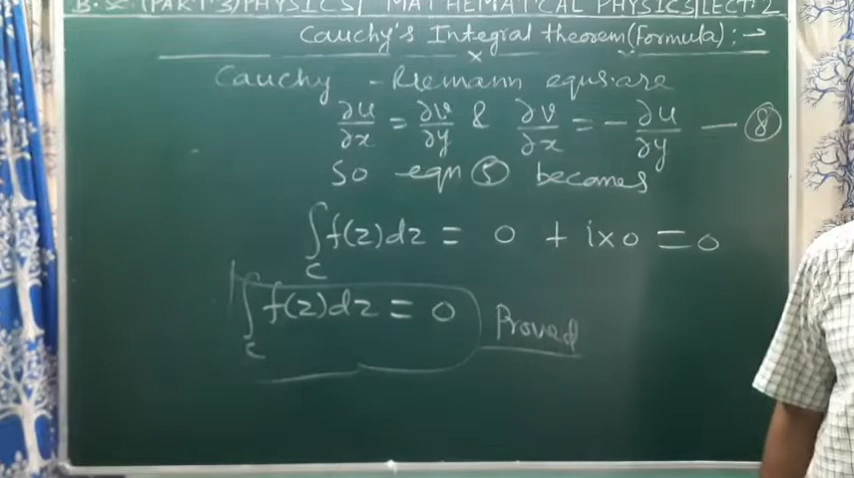 B.SC.(PART-3)PHYSICS| MATHEMATICAL PHYSICS|LECT-2
Cauchy's Integral theorem(formula):→
×
Cauchy - Riemann equs. are
∂u/∂x = ∂v/∂y & ∂v/∂x = - ∂u/∂y — ⑧
So eqn ⑤ becomes
∫_C f(z)dz = 0 + i×0 = 0
∫_C f(z)dz = 0 Proved